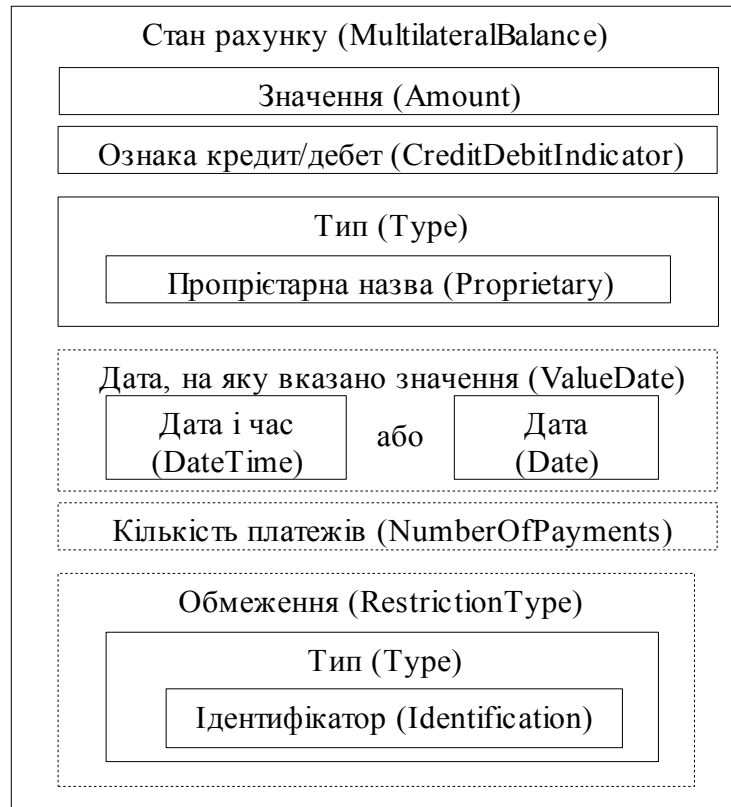 Стан рахунку (MultilateralBalance)
Значення (Amount)
Ознака кредит/дебет (CreditDebitIndicator)
Тип (Type)
Пропрієтарна назва (Proprietary)
Дата, на яку вказано значення (ValueDate)
Дата і час
(DateTime)
або
Дата
(Date)
Кількість платежів (NumberOfPayments)
Обмеження (RestrictionType)
Тип (Type)
Ідентифікатор (Identification)